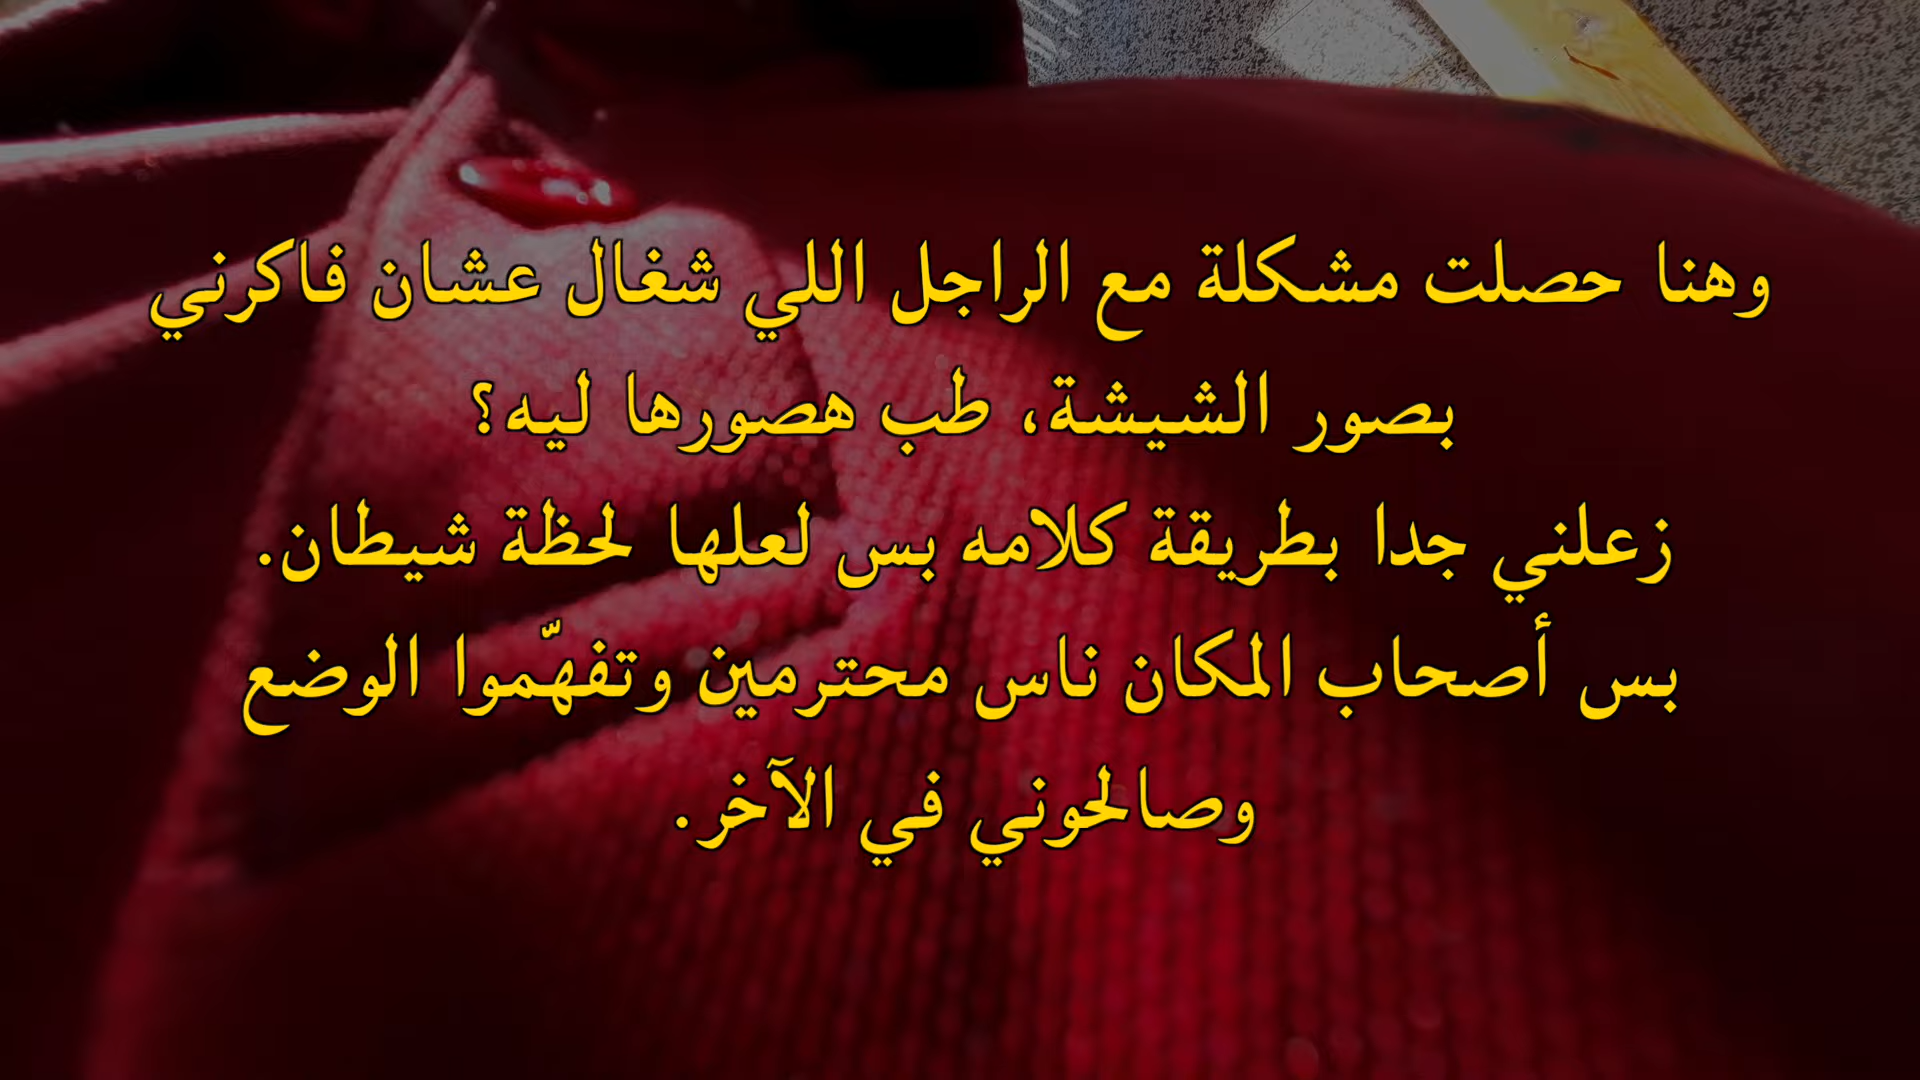 وهنا حصلت مشكلة مع الراجل اللي شغال عشان فاكرني
بصور الشيشة، طب هصورها ليه؟
زعلني جدا بطريقة كلامه بس لعلها لحظة شيطان.
بس أصحاب المكان ناس محترمين وتفهّموا الوضع
وصالحوني في الآخر.